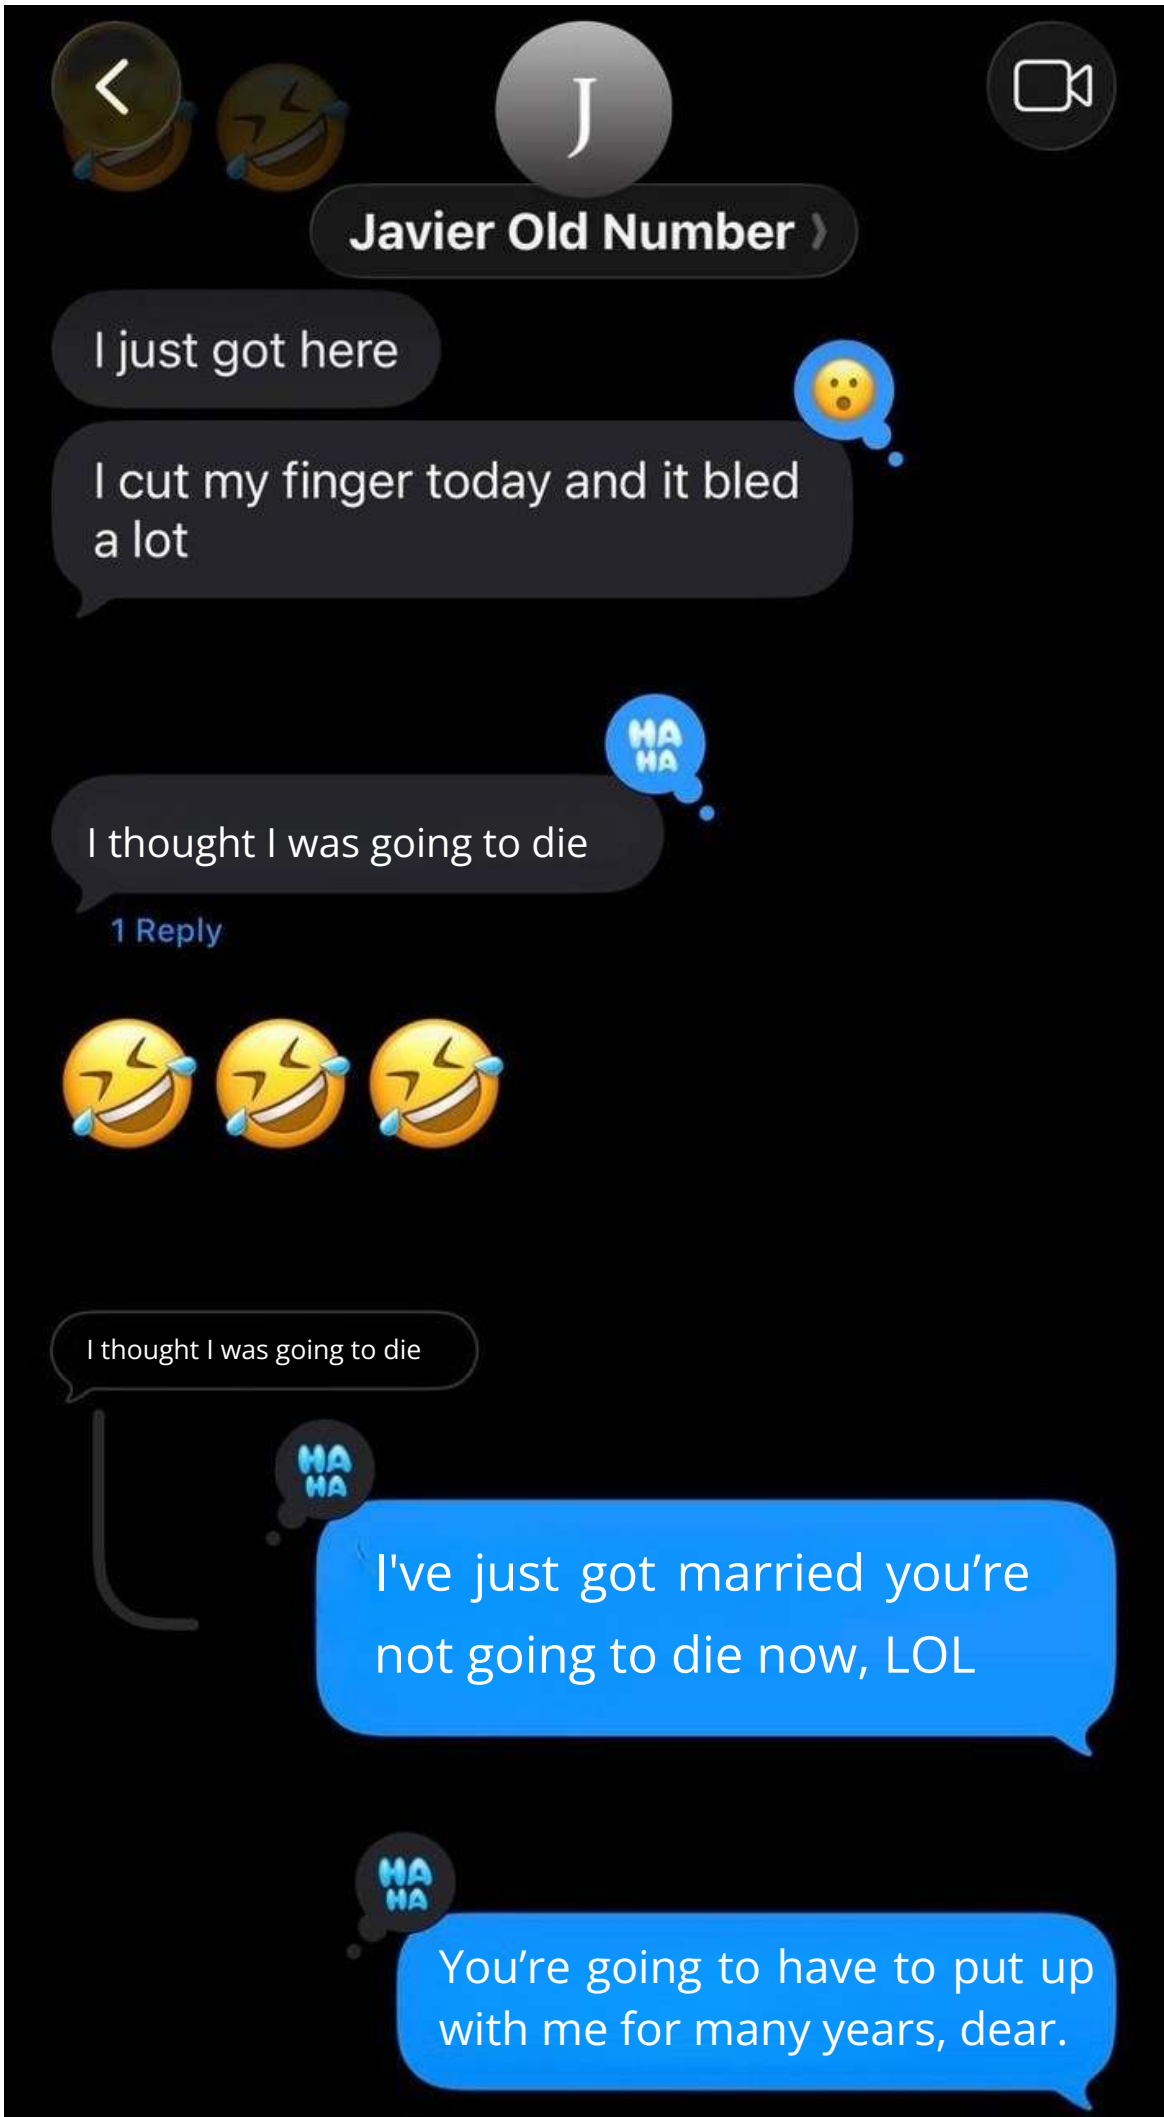 J
Javier Old Number
I just got here
I cut my finger today and it bled
a lot
HA
HA
I thought I was going to die
1 Reply
I thought I was going to die
HA
HA
I've just got married you’re
not going to die now, LOL
HA
HA
You’re going to have to put up
with me for many years, dear.